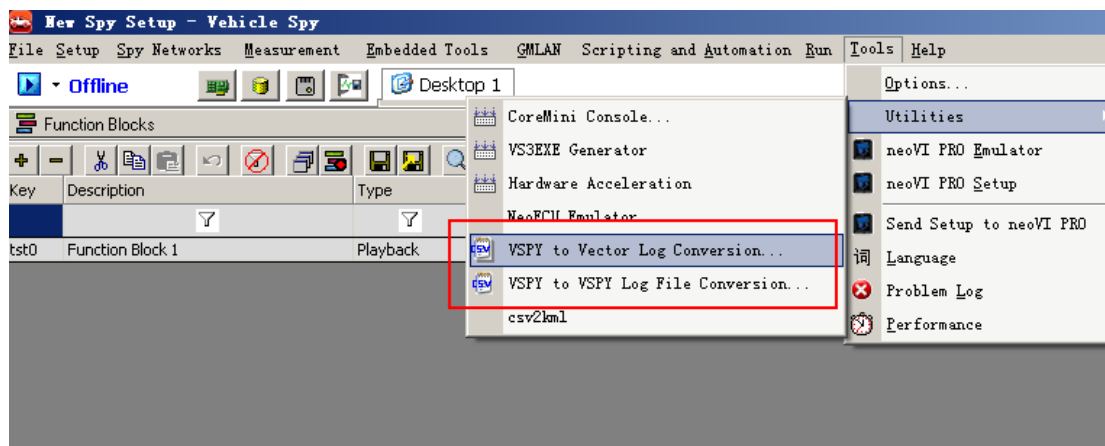 New Spy Setup - Vehicle Spy
File Setup Spy Networks Measurement Embedded Tools GMLAN Scripting and Automation Run Tools Help
Offline
Desktop 1
Function Blocks
Key Description Type
tst0 Function Block 1 Playback
CoreMini Console...
VS3EXE Generator
Hardware Acceleration
NeoECU Emulator
VSPY to Vector Log Conversion...
VSPY to VSPY Log File Conversion...
csv2kml
Options...
Utilities
neoVI PRO Emulator
neoVI PRO Setup
Send Setup to neoVI PRO
词 Language
Problem Log
Performance